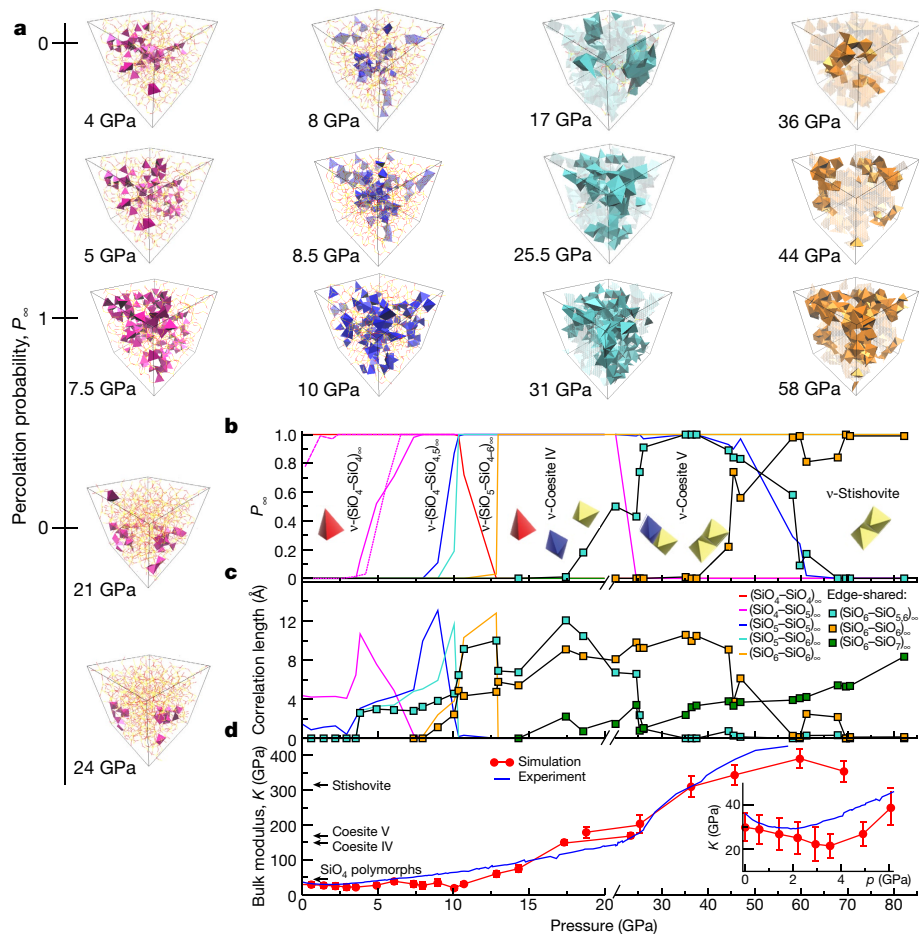 a
Percolation probability, P∞
0
1
0
4 GPa
8 GPa
17 GPa
36 GPa
5 GPa
8.5 GPa
25.5 GPa
44 GPa
7.5 GPa
10 GPa
31 GPa
58 GPa
21 GPa
24 GPa
b
P∞
1.0
0.8
0.6
0.4
0.2
0
ν-(SiO4–SiO4)∞
ν-(SiO4–SiO4,5)∞
ν-(SiO5–SiO4–6)∞
ν-Coesite IV
ν-Coesite V
ν-Stishovite
c
Correlation length (Å)
12
8
4
0
(SiO4–SiO4)∞
(SiO4–SiO5)∞
(SiO5–SiO5)∞
(SiO5–SiO6)∞
(SiO6–SiO6)∞
Edge-shared:
(SiO6–SiO5,6)∞
(SiO6–SiO6)∞
(SiO6–SiO7)∞
d
Bulk modulus, K (GPa)
400
300
200
100
0
Simulation
Experiment
Stishovite
Coesite V
Coesite IV
SiO4 polymorphs
K (GPa)
40
20
0 2 4 6
p (GPa)
0 5 10 15 20 30 40 50 60 70 80
Pressure (GPa)